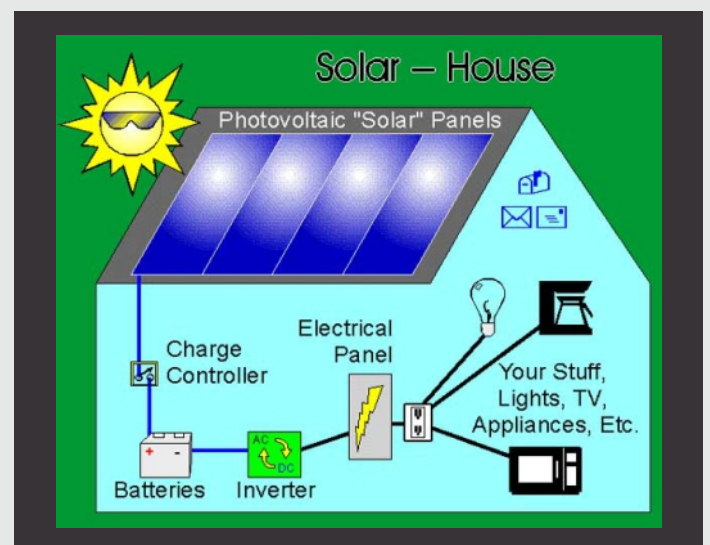 Solar – House
Photovoltaic "Solar" Panels
Charge
Controller
Electrical
Panel
Your Stuff,
Lights, TV,
Appliances, Etc.
+ -
AC
DC
Batteries
Inverter